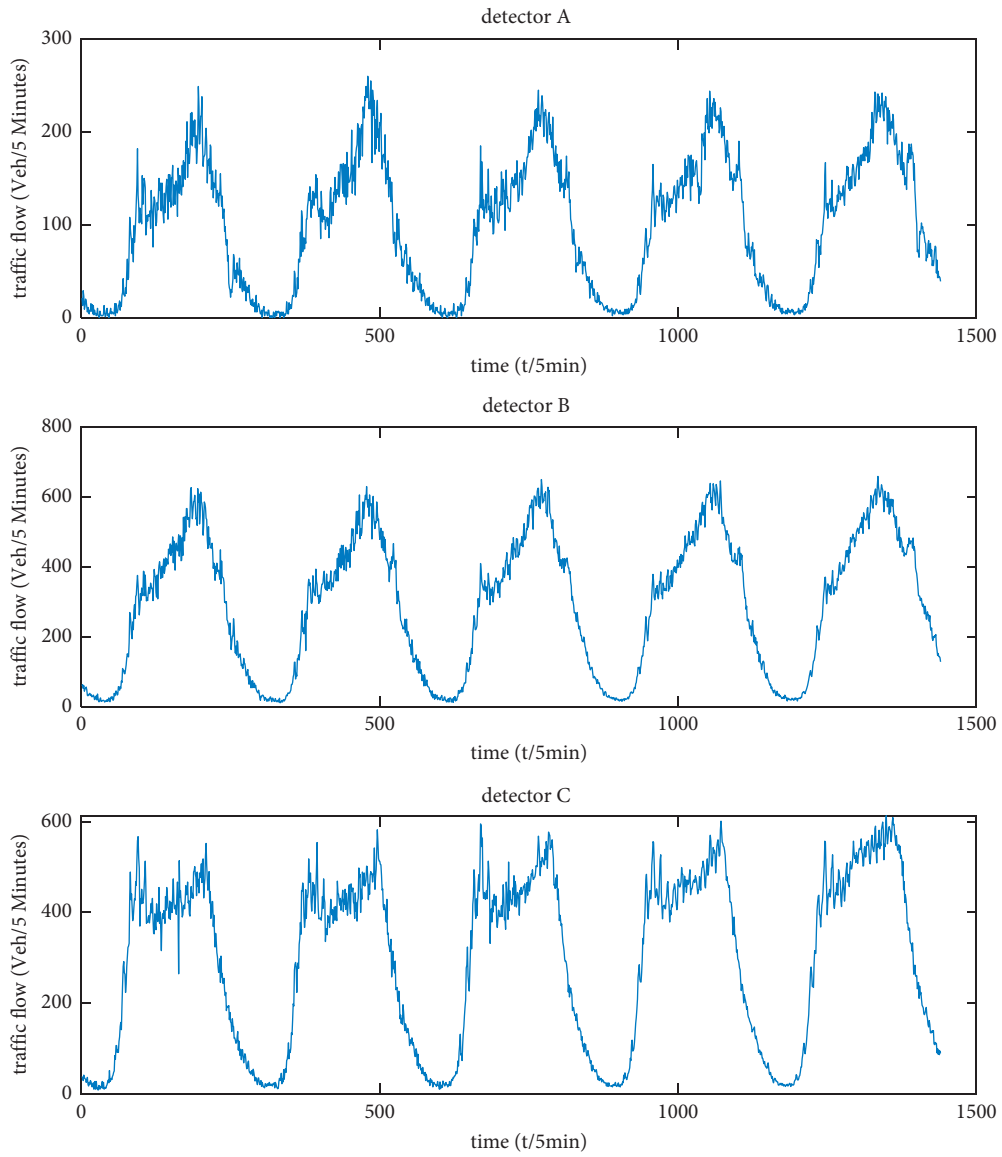 detector A
300
200
100
0
traffic flow (Veh/5 Minutes)
0 500 1000 1500
time (t/5min)
detector B
800
600
400
200
0
traffic flow (Veh/5 Minutes)
0 500 1000 1500
time (t/5min)
detector C
600
400
200
0
traffic flow (Veh/5 Minutes)
0 500 1000 1500
time (t/5min)